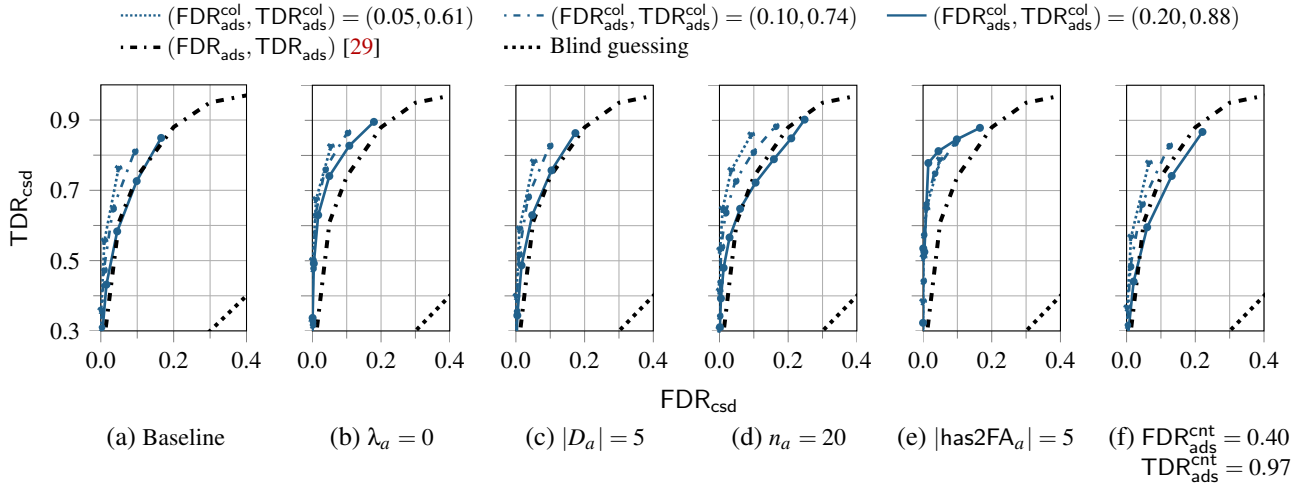 (FDR^col_ads, TDR^col_ads) = (0.05, 0.61) (FDR^col_ads, TDR^col_ads) = (0.10, 0.74) (FDR^col_ads, TDR^col_ads) = (0.20, 0.88)
(FDR_ads, TDR_ads) [29] Blind guessing
TDR_csd
0.9
0.7
0.5
0.3
0.0 0.2 0.4 0.0 0.2 0.4 0.0 0.2 0.4 0.0 0.2 0.4 0.0 0.2 0.4 0.0 0.2 0.4
FDR_csd
(a) Baseline (b) λ_a = 0 (c) |D_a| = 5 (d) n_a = 20 (e) |has2FA_a| = 5 (f) FDR^cnt_ads = 0.40
TDR^cnt_ads = 0.97